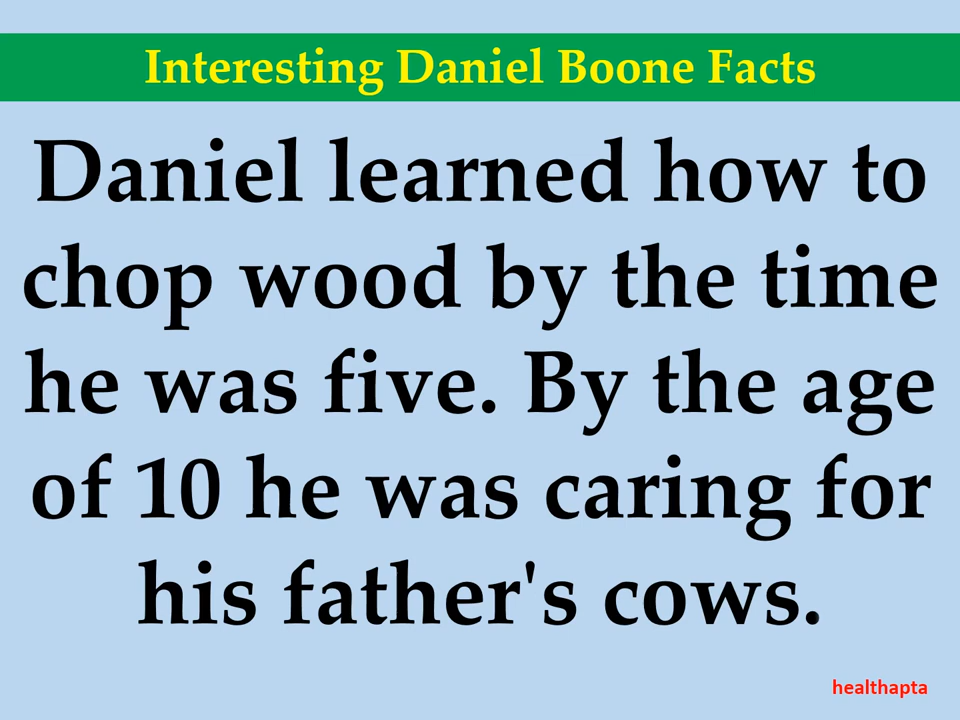 Interesting Daniel Boone Facts
Daniel learned how to
chop wood by the time
he was five. By the age
of 10 he was caring for
his father's cows.
healthapta